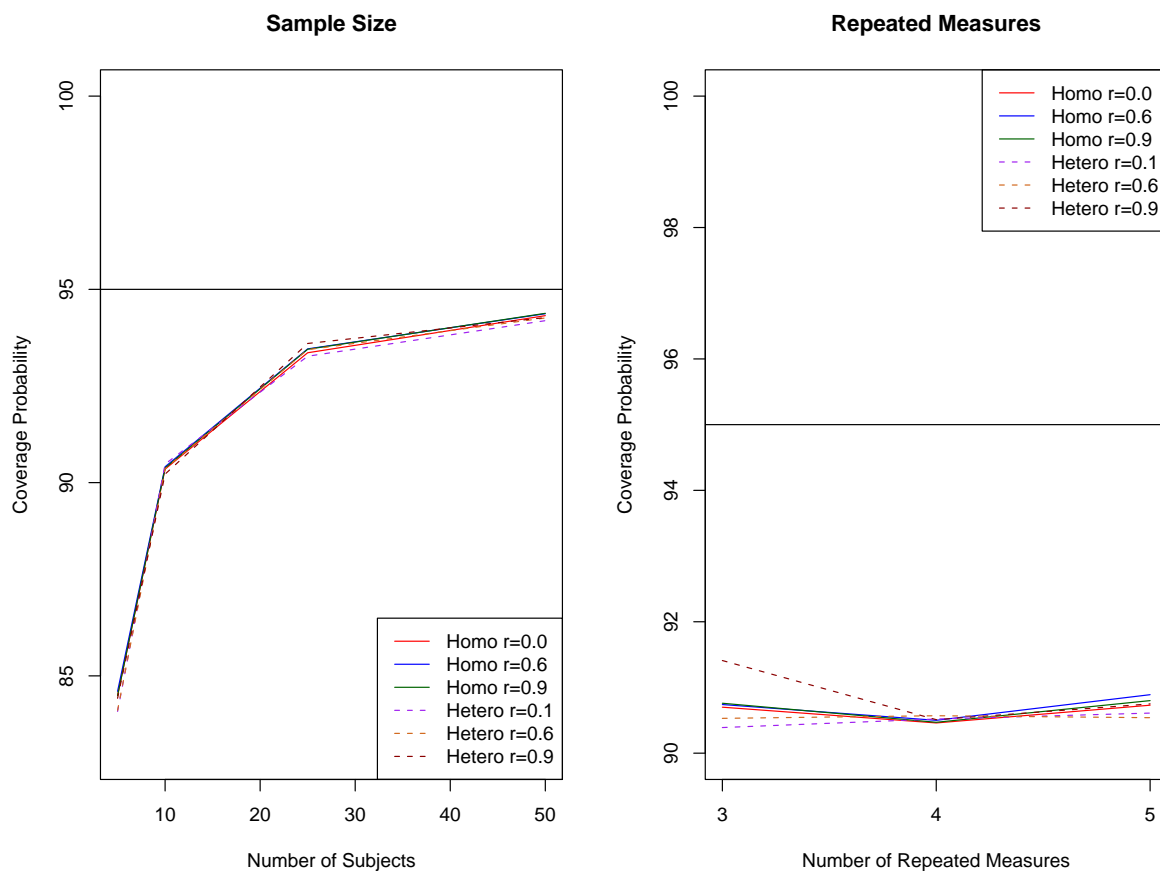 Sample Size
Coverage Probability
100
95
90
85
10
20
30
40
50
Number of Subjects
Homo r=0.0
Homo r=0.6
Homo r=0.9
Hetero r=0.1
Hetero r=0.6
Hetero r=0.9
Repeated Measures
Coverage Probability
100
98
96
94
92
90
3
4
5
Number of Repeated Measures
Homo r=0.0
Homo r=0.6
Homo r=0.9
Hetero r=0.1
Hetero r=0.6
Hetero r=0.9